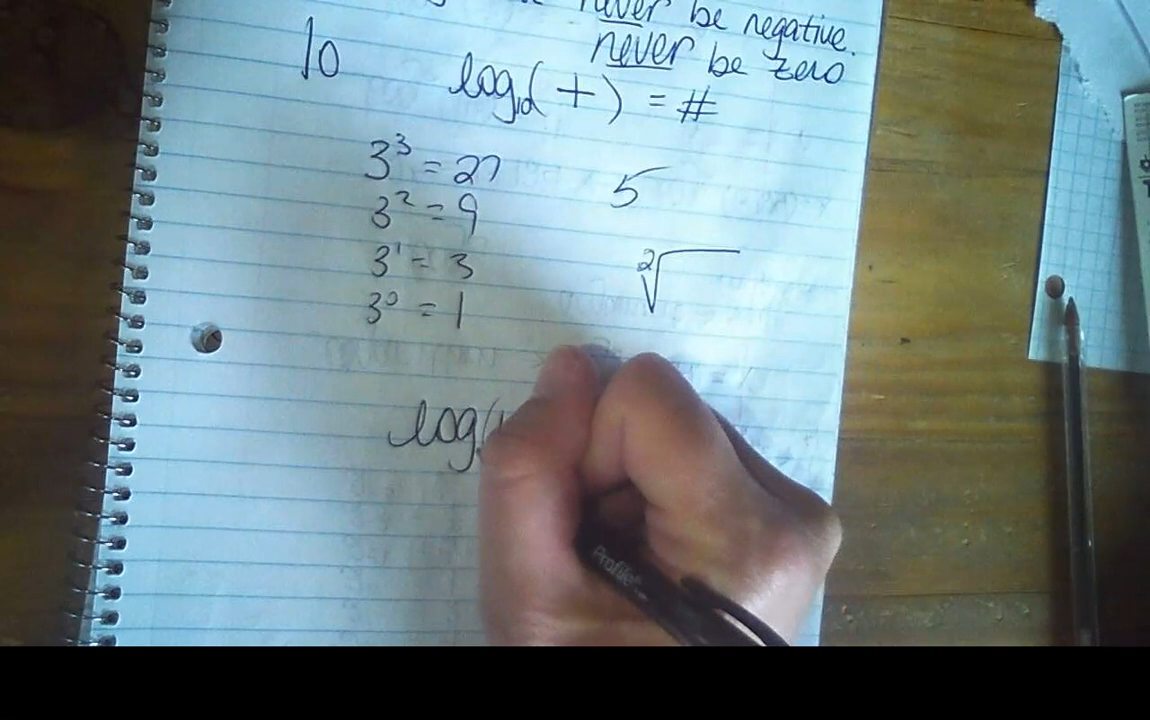 never be negative.
never be zero
10
log₁₀(+) = #
3³ = 27
5
3² = 9
3¹ = 3
²√
3⁰ = 1
log(
Profile